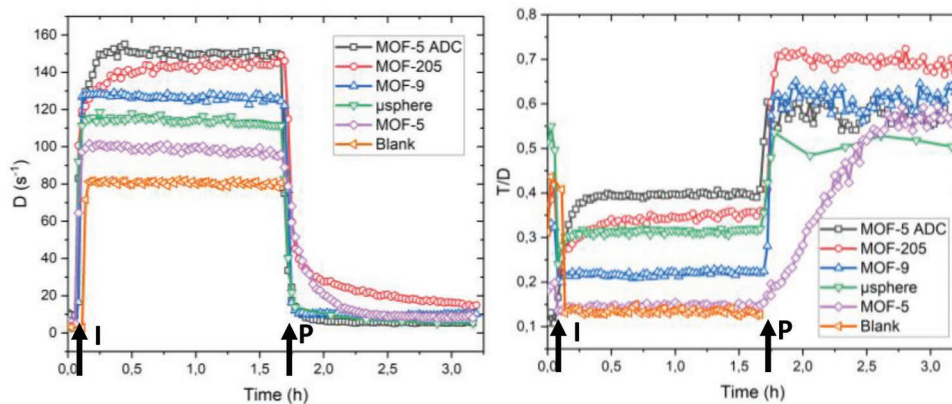 160
140
120
100
80
60
40
20
0
D (s⁻¹)
MOF-5 ADC
MOF-205
MOF-9
µsphere
MOF-5
Blank
I
P
0,0 0,5 1,0 1,5 2,0 2,5 3,0
Time (h)
0,8
0,7
0,6
0,5
0,4
0,3
0,2
0,1
T/D
MOF-5 ADC
MOF-205
MOF-9
µsphere
MOF-5
Blank
I
P
0,0 0,5 1,0 1,5 2,0 2,5 3,0
Time (h)